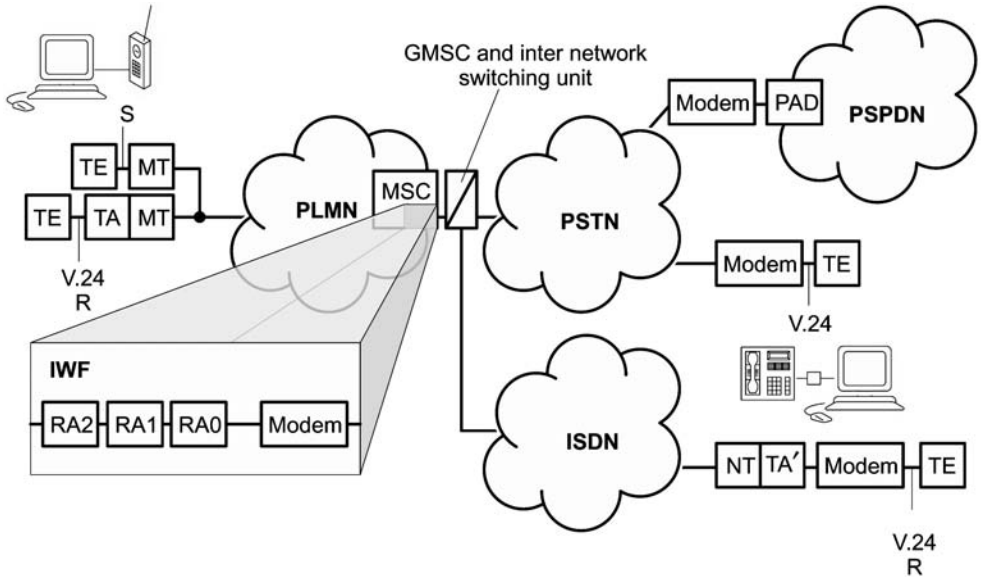 GMSC and inter network
switching unit
Modem
PAD
PSPDN
S
TE
MT
TE
TA
MT
V.24
R
PLMN
MSC
PSTN
Modem
TE
V.24
IWF
RA2
RA1
RA0
Modem
ISDN
NT
TA′
Modem
TE
V.24
R